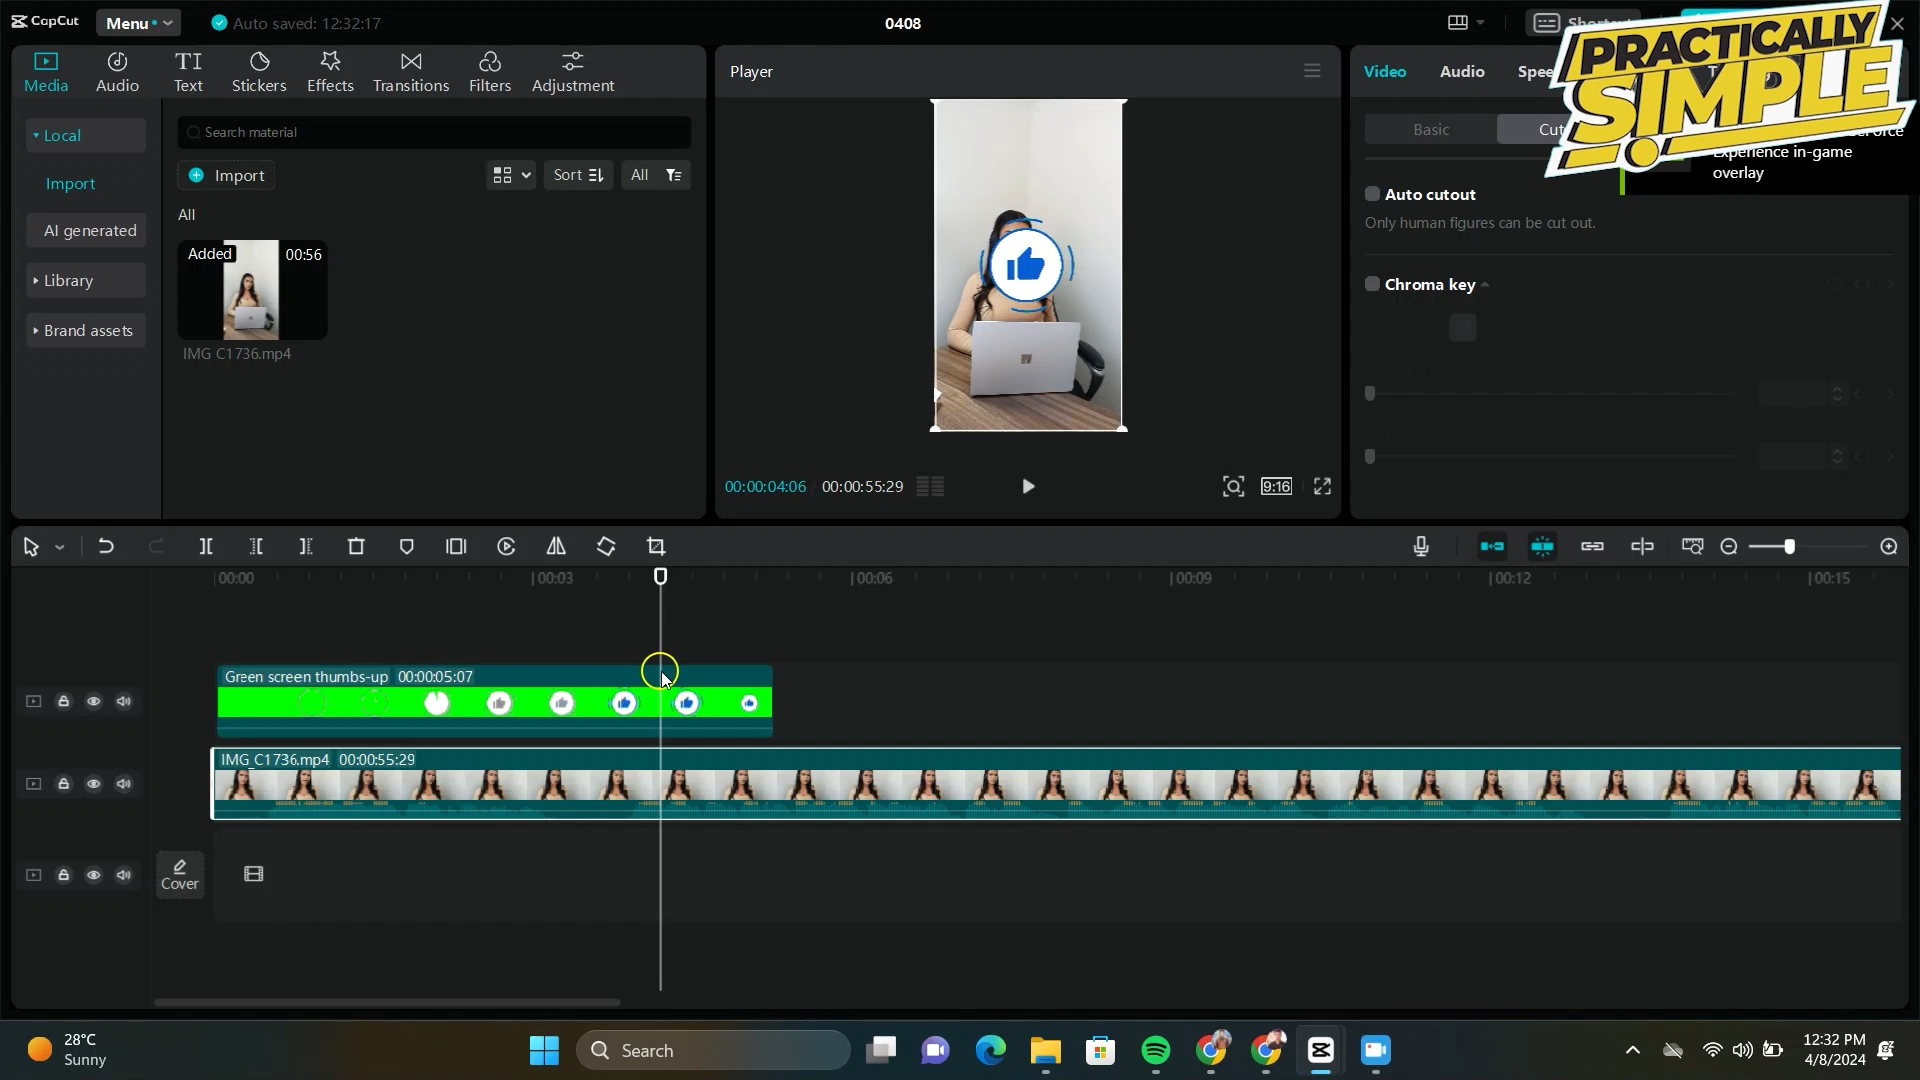 CapCut
Menu
Auto saved: 12:32:17
0408
PRACTICALLY
SIMPLE
Media
Audio
Text
Stickers
Effects
Transitions
Filters
Adjustment
Player
Video
Audio
Local
Import
AI generated
Library
Brand assets
Search material
Import
Sort
All
All
Added
00:56
IMG C1736.mp4
00:00:04:06
00:00:55:29
9:16
Basic
Experience in-game
overlay
Auto cutout
Only human figures can be cut out.
Chroma key
00:00
00:03
00:06
00:09
00:12
00:15
Green screen thumbs-up 00:00:05:07
IMG_C1736.mp4 00:00:55:29
Cover
28°C
Sunny
Search
12:32 PM
4/8/2024